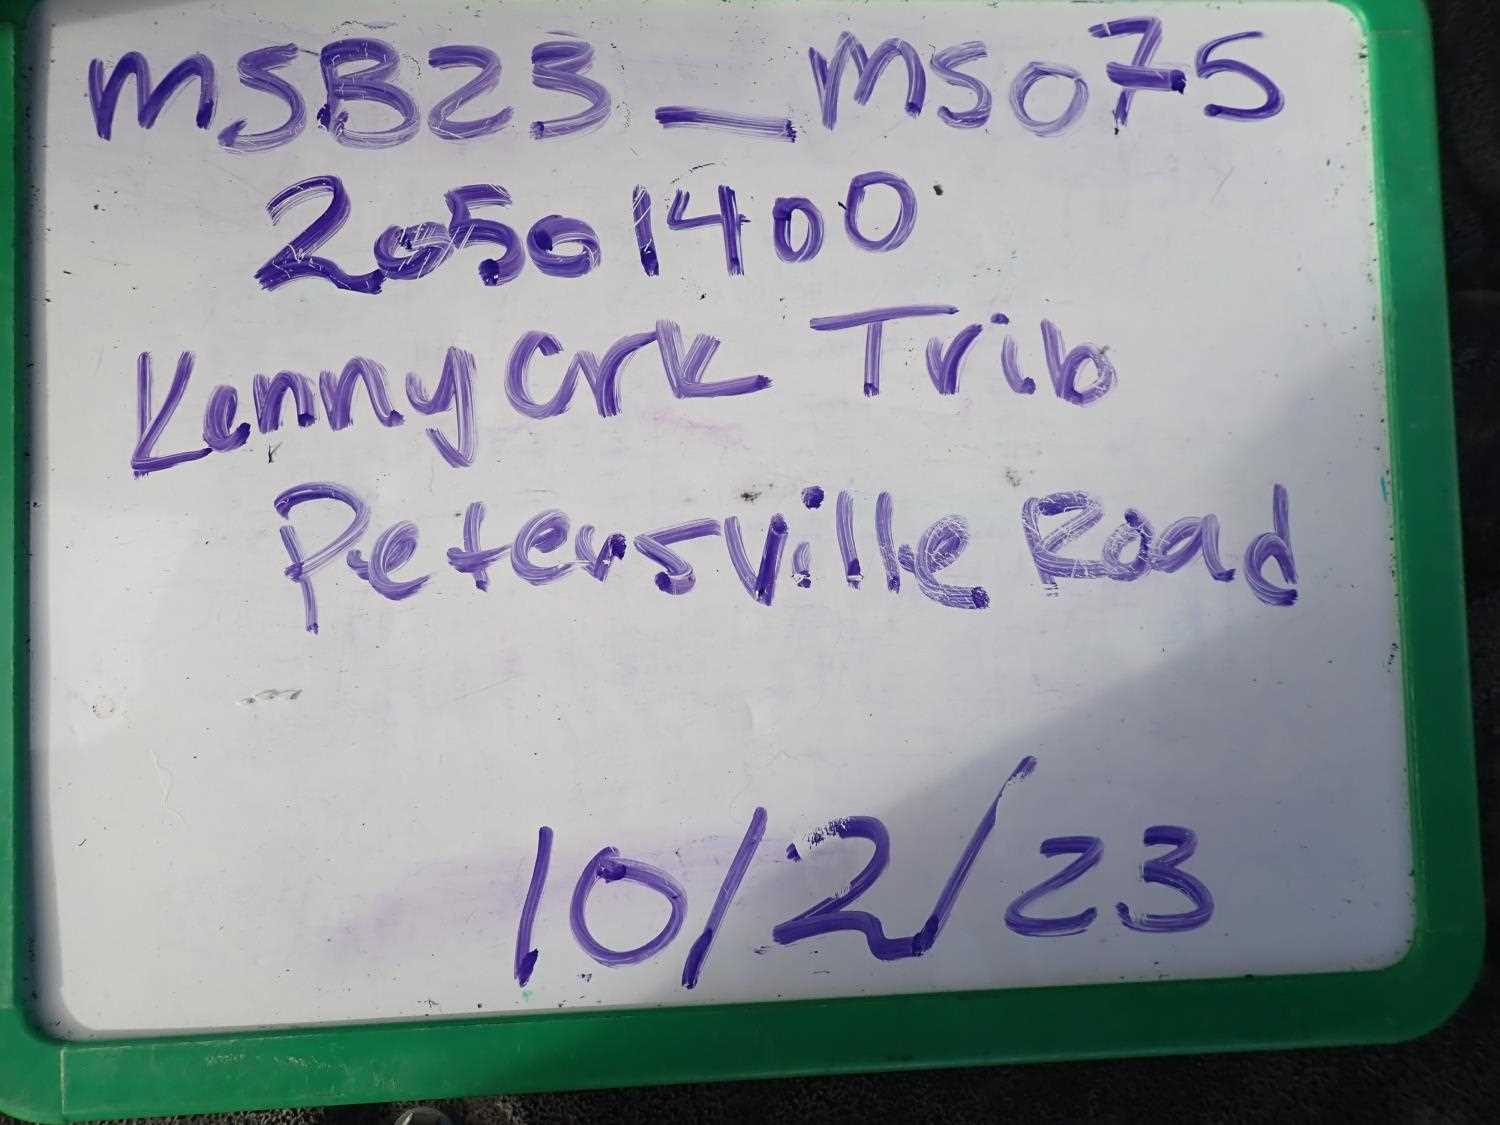 MSB23_MS075
20501400
Kenny Crk Trib
Petersville Road
10/2/23